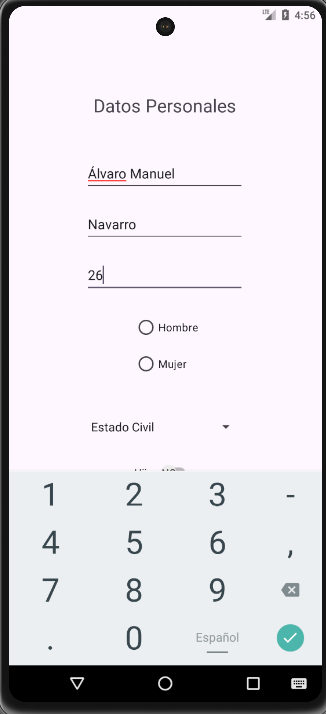 LTE 4:56
Datos Personales
Álvaro Manuel
Navarro
26
Hombre
Mujer
Estado Civil
1 2 3 -
4 5 6 ,
7 8 9
. 0 Español